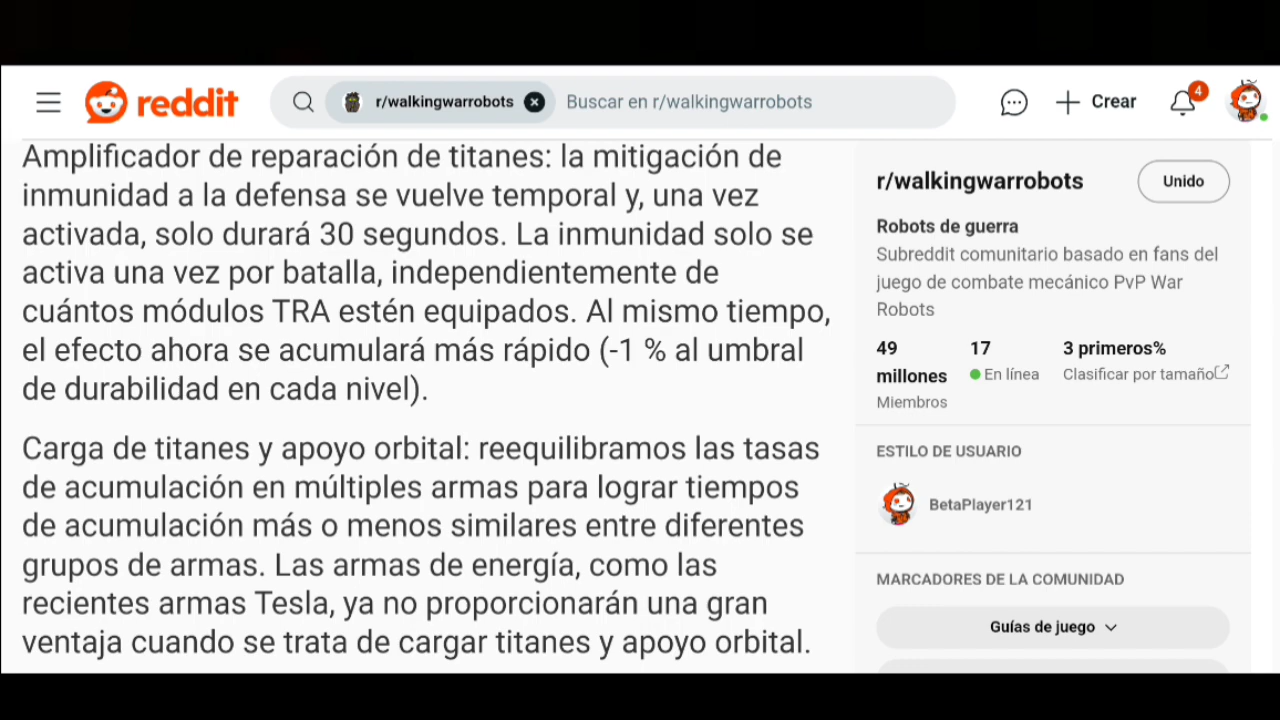 reddit
r/walkingwarrobots
Buscar en r/walkingwarrobots
Crear
4
Amplificador de reparación de titanes: la mitigación de
inmunidad a la defensa se vuelve temporal y, una vez
activada, solo durará 30 segundos. La inmunidad solo se
activa una vez por batalla, independientemente de
cuántos módulos TRA estén equipados. Al mismo tiempo,
el efecto ahora se acumulará más rápido (-1 % al umbral
de durabilidad en cada nivel).
Carga de titanes y apoyo orbital: reequilibramos las tasas
de acumulación en múltiples armas para lograr tiempos
de acumulación más o menos similares entre diferentes
grupos de armas. Las armas de energía, como las
recientes armas Tesla, ya no proporcionarán una gran
ventaja cuando se trata de cargar titanes y apoyo orbital.
r/walkingwarrobots
Unido
Robots de guerra
Subreddit comunitario basado en fans del
juego de combate mecánico PvP War
Robots
49 17 3 primeros%
millones En línea Clasificar por tamaño
Miembros
ESTILO DE USUARIO
BetaPlayer121
MARCADORES DE LA COMUNIDAD
Guías de juego